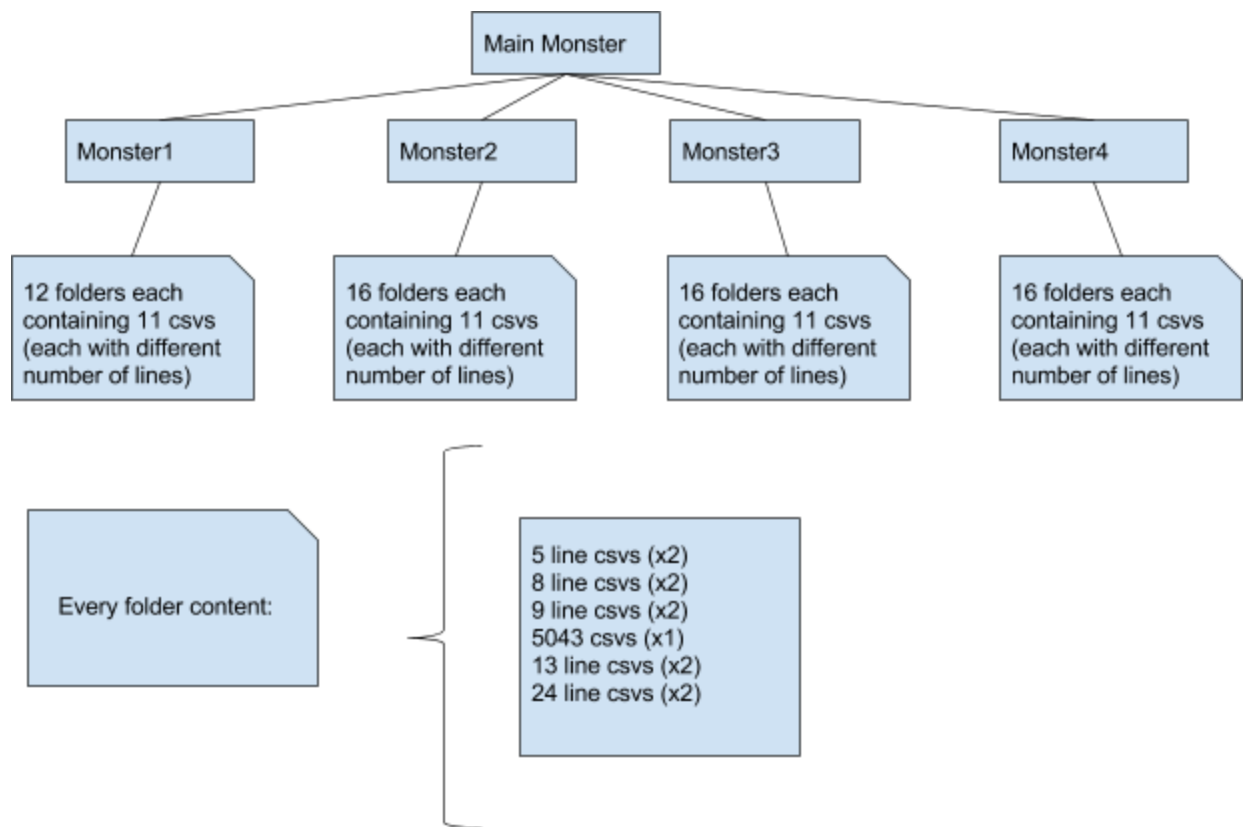 Main Monster
Monster1
Monster2
Monster3
Monster4
12 folders each
containing 11 csvs
(each with different
number of lines)
16 folders each
containing 11 csvs
(each with different
number of lines)
16 folders each
containing 11 csvs
(each with different
number of lines)
16 folders each
containing 11 csvs
(each with different
number of lines)
Every folder content:
5 line csvs (x2)
8 line csvs (x2)
9 line csvs (x2)
5043 csvs (x1)
13 line csvs (x2)
24 line csvs (x2)